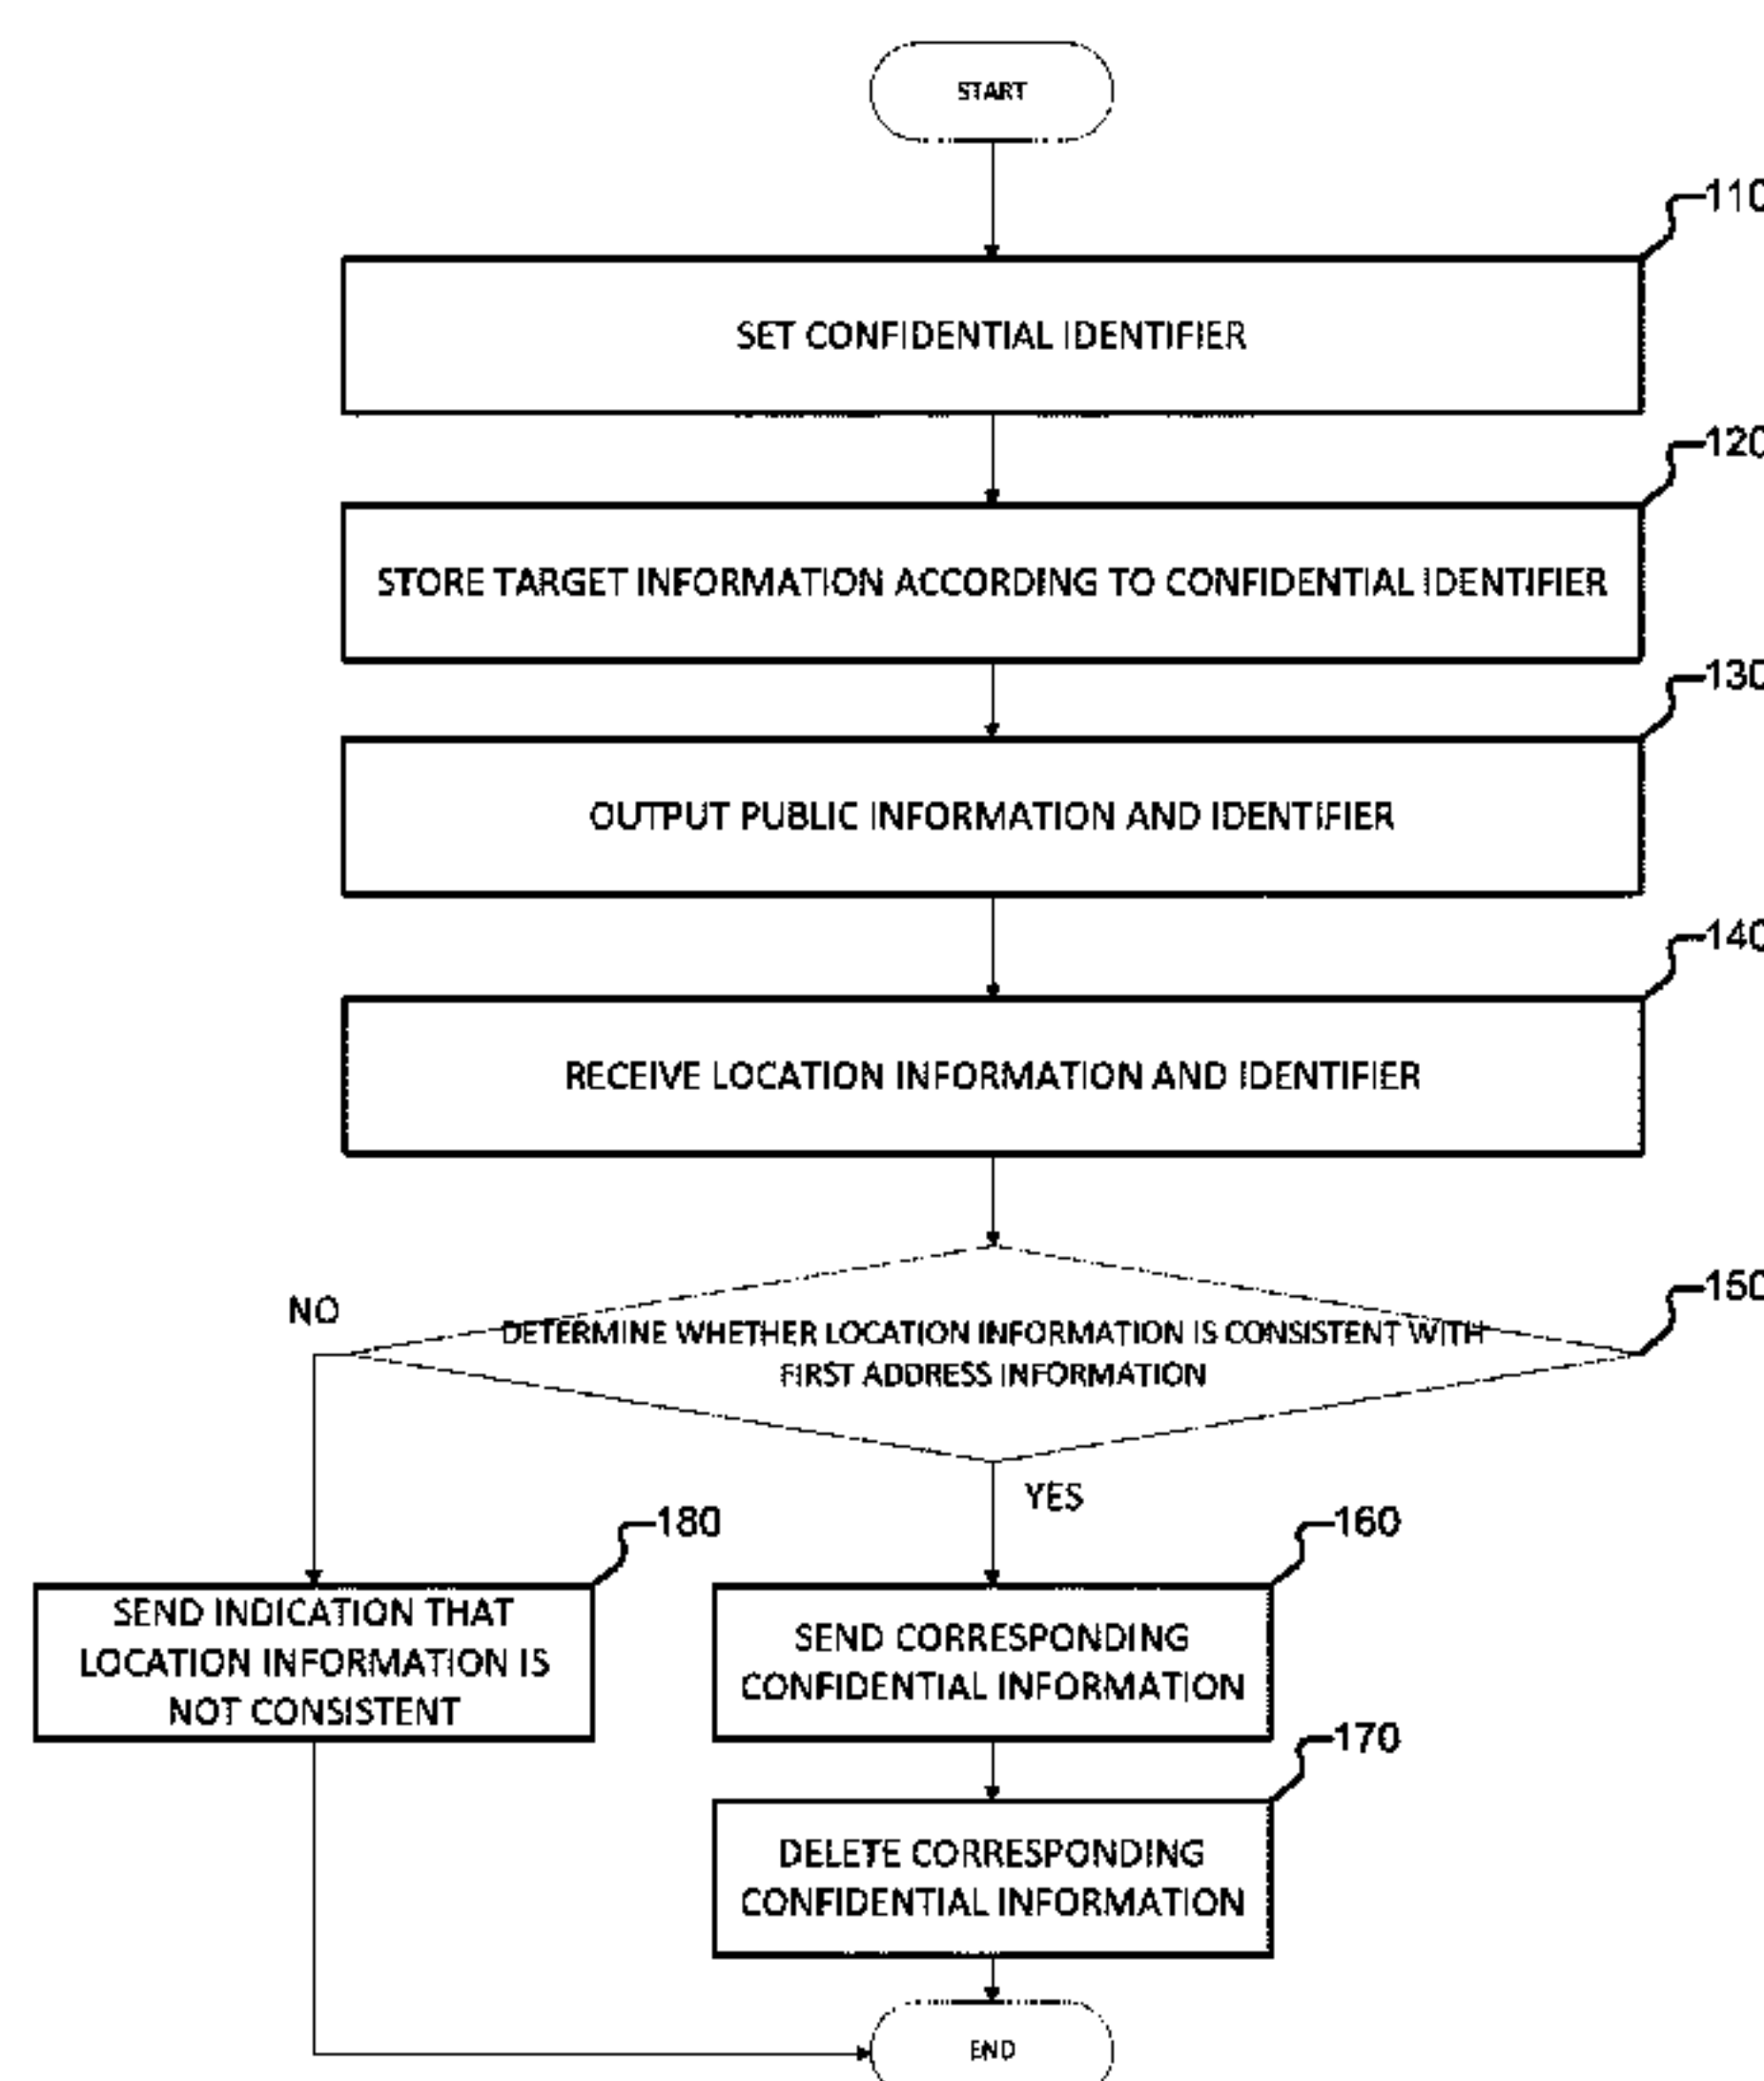 START
110
SET CONFIDENTIAL IDENTIFIER
120
STORE TARGET INFORMATION ACCORDING TO CONFIDENTIAL IDENTIFIER
130
OUTPUT PUBLIC INFORMATION AND IDENTIFIER
140
RECEIVE LOCATION INFORMATION AND IDENTIFIER
150
NO
DETERMINE WHETHER LOCATION INFORMATION IS CONSISTENT WITH
FIRST ADDRESS INFORMATION
YES
180
SEND INDICATION THAT
LOCATION INFORMATION IS
NOT CONSISTENT
160
SEND CORRESPONDING
CONFIDENTIAL INFORMATION
170
DELETE CORRESPONDING
CONFIDENTIAL INFORMATION
END